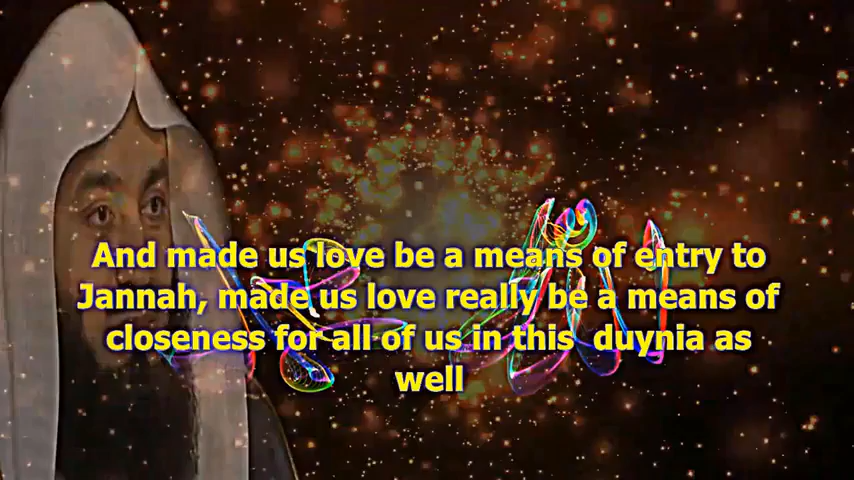 And made us love be a means of entry to
Jannah, made us love really be a means of
closeness for all of us in this  duynia as
well